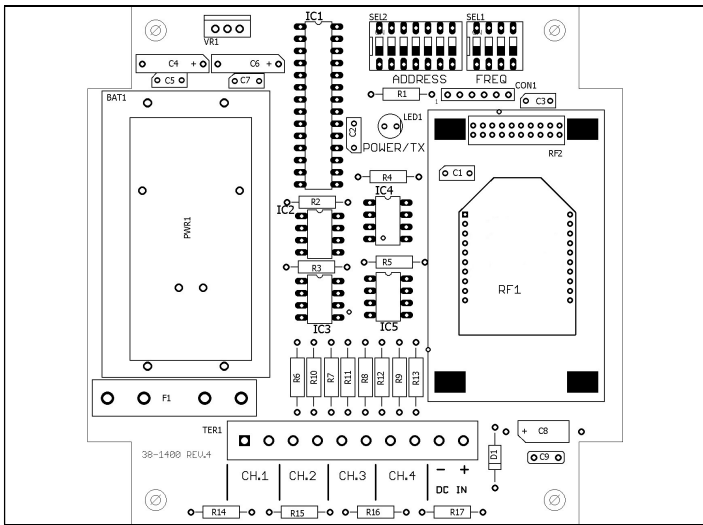 IC1
SEL2
SEL1
VR1
C4 +
C6 +
C5
C7
ADDRESS
FREQ
BAT1
R1
1
CON1
C3
LED1
C2
POWER/TX
RF2
C1
R4
IC4
R2
IC2
PWR1
R3
R5
RF1
IC3
IC5
R6
R10
R7
R11
R8
R12
R9
R13
F1
TER1
+ C8
38-1400 REV.4
D1
C9
CH.1
CH.2
CH.3
CH.4
- +
DC IN
R14
R15
R16
R17